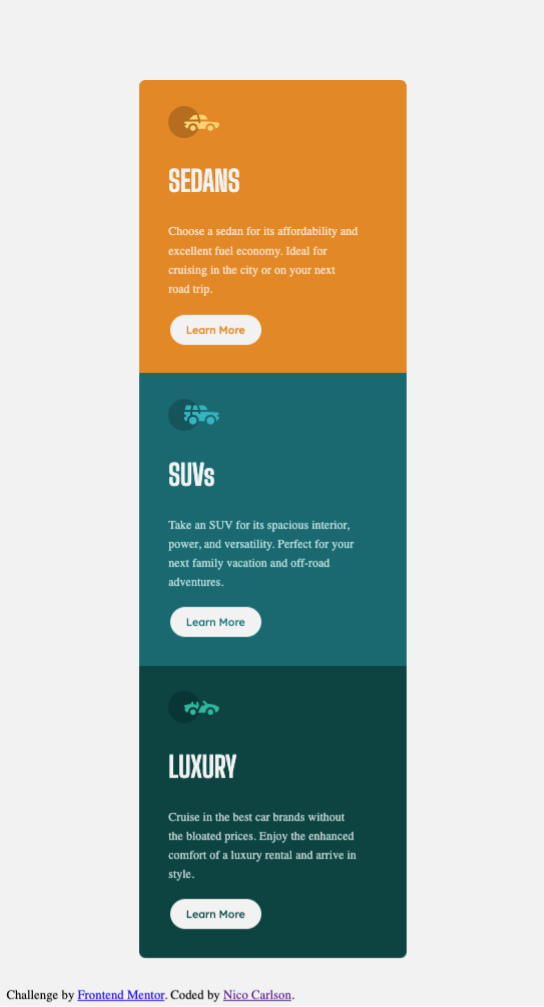 SEDANS
Choose a sedan for its affordability and
excellent fuel economy. Ideal for
cruising in the city or on your next
road trip.
Learn More
SUVs
Take an SUV for its spacious interior,
power, and versatility. Perfect for your
next family vacation and off-road
adventures.
Learn More
LUXURY
Cruise in the best car brands without
the bloated prices. Enjoy the enhanced
comfort of a luxury rental and arrive in
style.
Learn More
Challenge by Frontend Mentor. Coded by Nico Carlson.